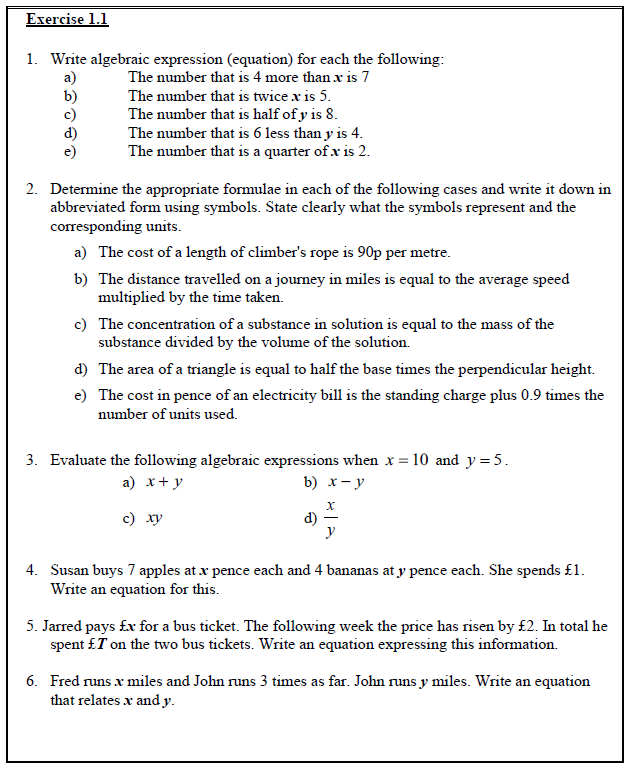 Exercise 1.1
1. Write algebraic expression (equation) for each the following:
a) The number that is 4 more than x is 7
b) The number that is twice x is 5.
c) The number that is half of y is 8.
d) The number that is 6 less than y is 4.
e) The number that is a quarter of x is 2.
2. Determine the appropriate formulae in each of the following cases and write it down in
abbreviated form using symbols. State clearly what the symbols represent and the
corresponding units.
a) The cost of a length of climber's rope is 90p per metre.
b) The distance travelled on a journey in miles is equal to the average speed
multiplied by the time taken.
c) The concentration of a substance in solution is equal to the mass of the
substance divided by the volume of the solution.
d) The area of a triangle is equal to half the base times the perpendicular height.
e) The cost in pence of an electricity bill is the standing charge plus 0.9 times the
number of units used.
3. Evaluate the following algebraic expressions when x = 10 and y = 5.
a) x + y b) x − y
c) xy d) x/y
4. Susan buys 7 apples at x pence each and 4 bananas at y pence each. She spends £1.
Write an equation for this.
5. Jarred pays £x for a bus ticket. The following week the price has risen by £2. In total he
spent £T on the two bus tickets. Write an equation expressing this information.
6. Fred runs x miles and John runs 3 times as far. John runs y miles. Write an equation
that relates x and y.